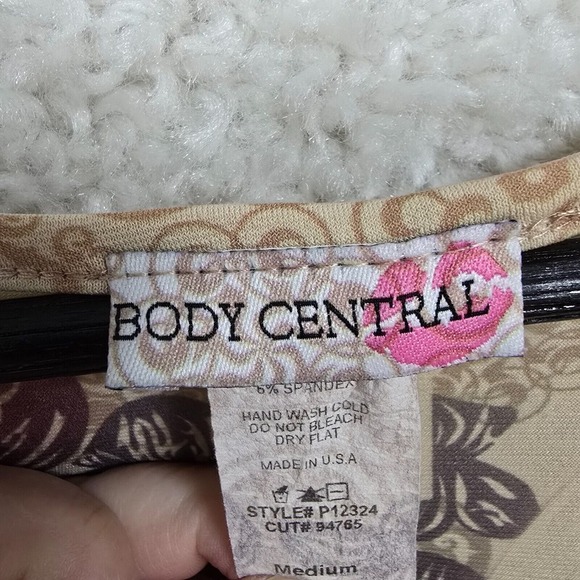 BODY CENTRAL
6% SPANDEX
HAND WASH COLD
DO NOT BLEACH
DRY FLAT
MADE IN U.S.A
STYLE# P12324
CUT# 94765
Medium